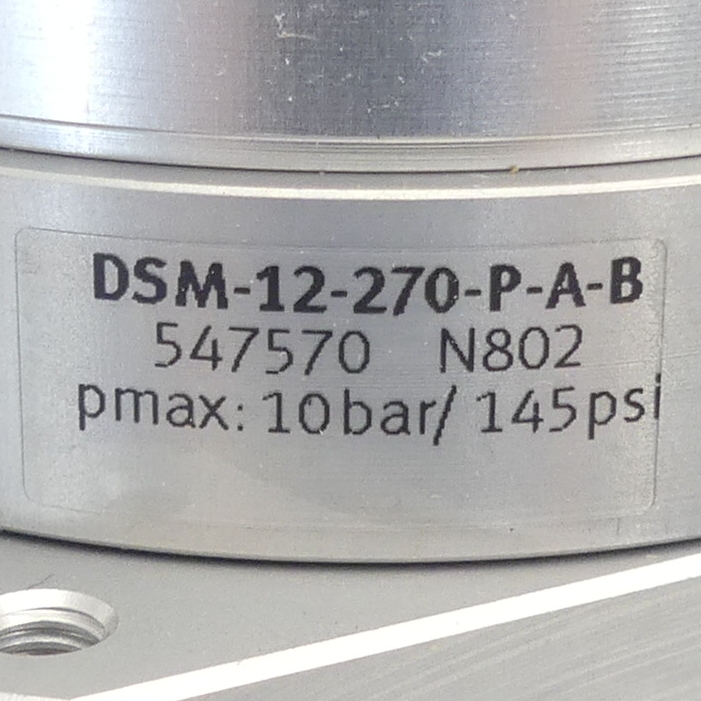 DSM-12-270-P-A-B
547570 N802
pmax: 10bar/ 145psi